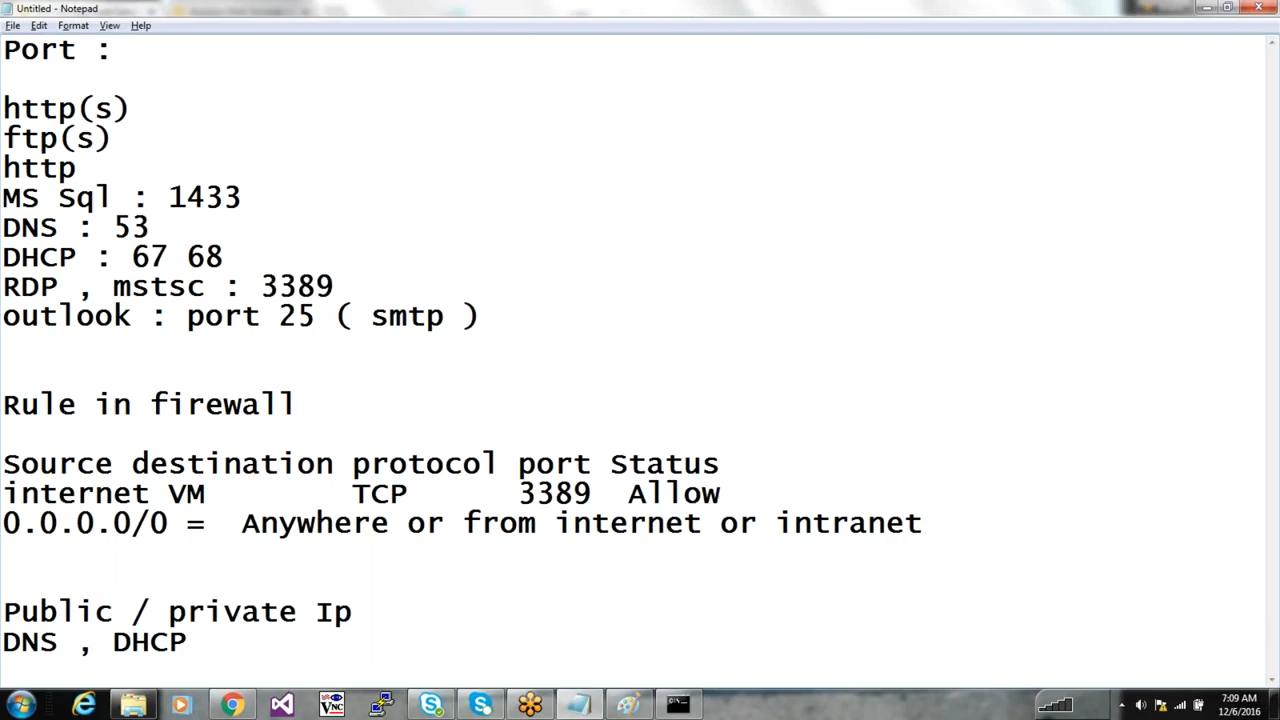 Untitled - Notepad
File Edit Format View Help
Port :
http(s)
ftp(s)
http
MS Sql : 1433
DNS : 53
DHCP : 67 68
RDP , mstsc : 3389
outlook : port 25 ( smtp )
Rule in firewall
Source destination protocol port Status
internet VM TCP 3389 Allow
0.0.0.0/0 = Anywhere or from internet or intranet
Public / private Ip
DNS , DHCP
VNC
7:09 AM
12/6/2016